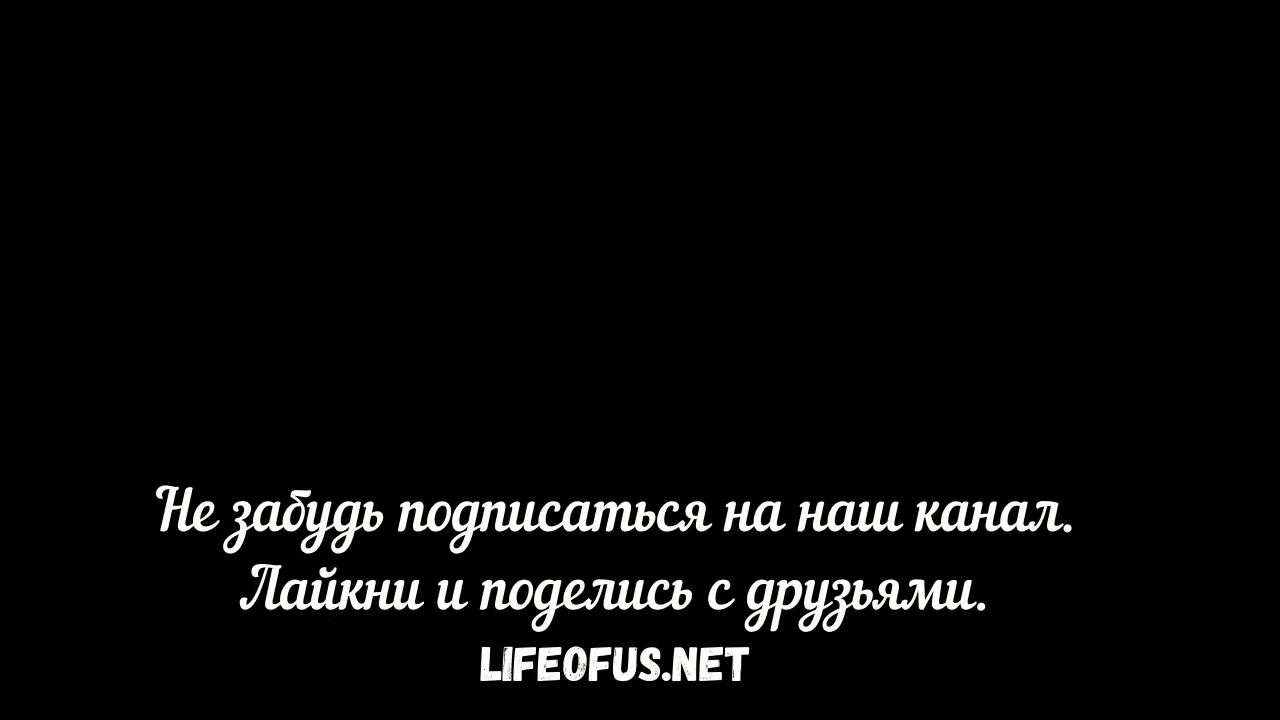 Не забудь подписаться на наш канал.
Лайкни и поделись с друзьями.
LIFEOFUS.NET